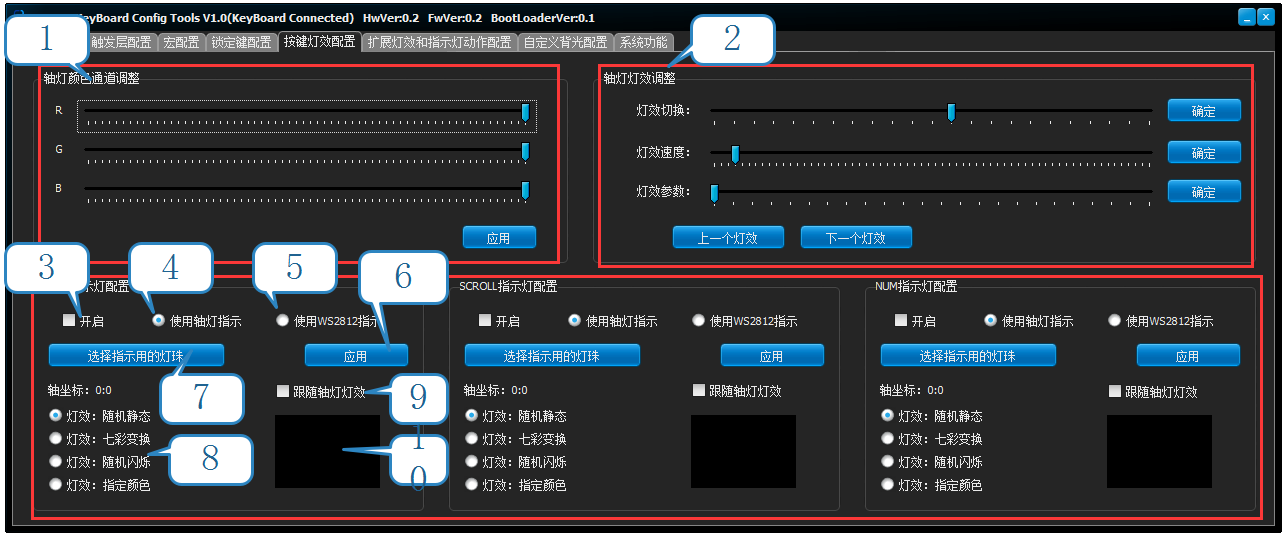 KeyBoard Config Tools V1.0(KeyBoard Connected) HwVer:0.2 FwVer:0.2 BootLoaderVer:0.1
触发层配置 宏配置 锁定键配置 按键灯效配置 扩展灯效和指示灯动作配置 自定义背光配置 系统功能
1
2
轴灯颜色通道调整
R
G
B
应用
轴灯灯效调整
灯效切换: 确定
灯效速度: 确定
灯效参数: 确定
上一个灯效 下一个灯效
3 4 5 6
示灯配置
开启 使用轴灯指示 使用WS2812指示
选择指示用的灯珠 应用
7
轴坐标: 0:0
跟随轴灯灯效
9
灯效: 随机静态
灯效: 七彩变换
灯效: 随机闪烁
灯效: 指定颜色
8
10
SCROLL指示灯配置
开启 使用轴灯指示 使用WS2812指示
选择指示用的灯珠 应用
轴坐标: 0:0
跟随轴灯灯效
灯效: 随机静态
灯效: 七彩变换
灯效: 随机闪烁
灯效: 指定颜色
NUM指示灯配置
开启 使用轴灯指示 使用WS2812指示
选择指示用的灯珠 应用
轴坐标: 0:0
跟随轴灯灯效
灯效: 随机静态
灯效: 七彩变换
灯效: 随机闪烁
灯效: 指定颜色